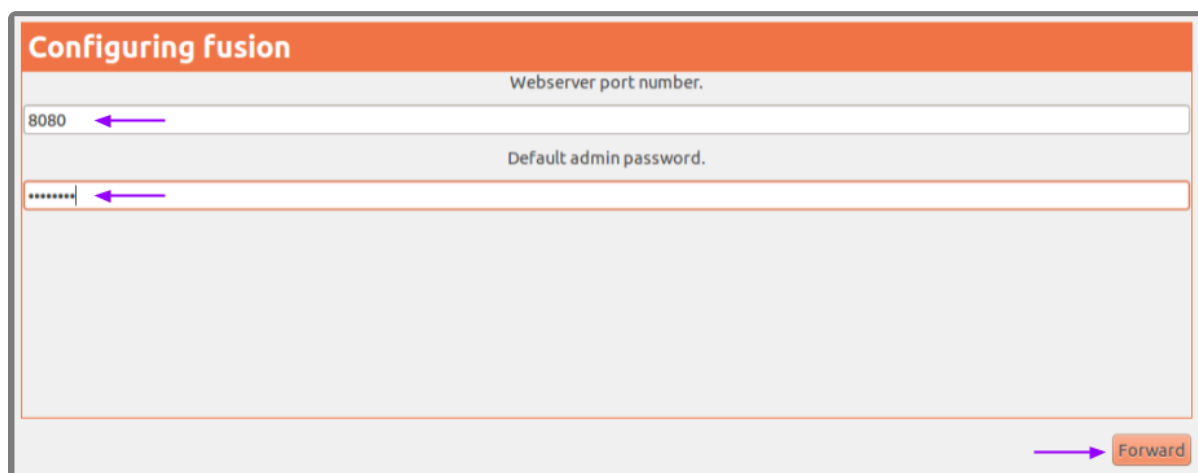 Configuring fusion
Webserver port number.
8080
Default admin password.
••••••••
Forward